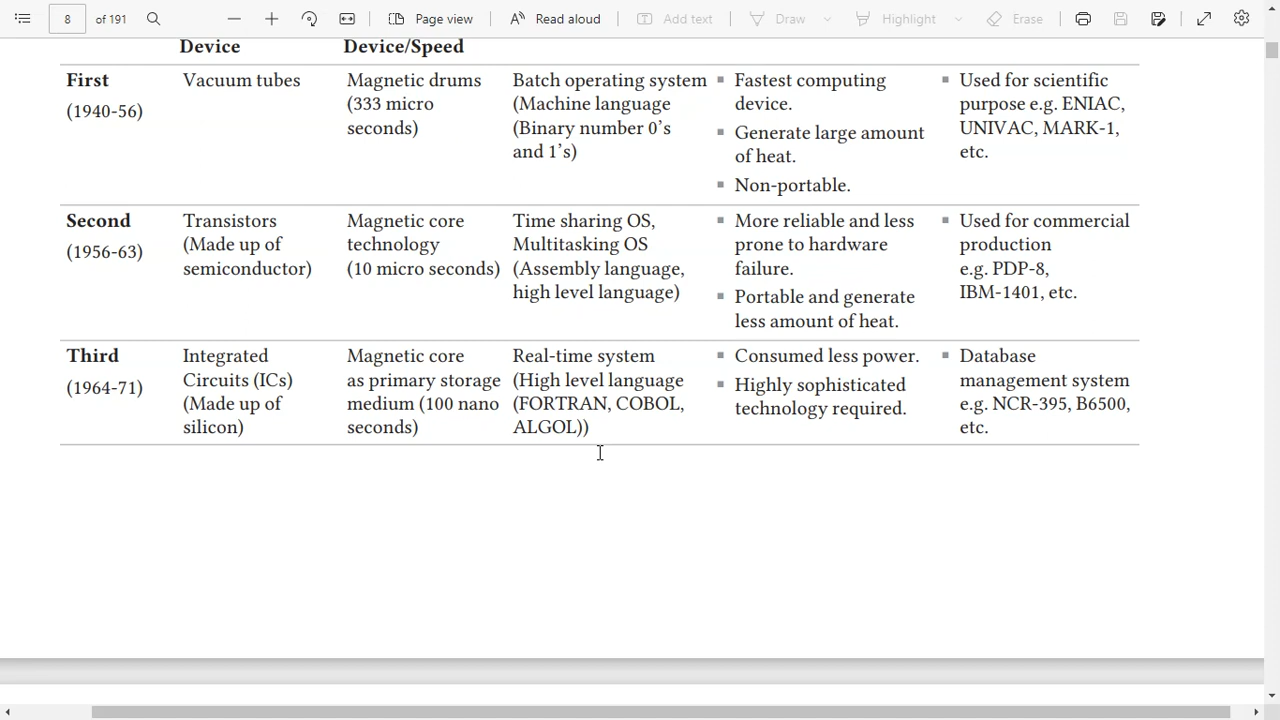 8 of 191 Page view Read aloud Add text Draw Highlight Erase
Device Device/Speed
First
(1940-56)
Vacuum tubes
Magnetic drums
(333 micro
seconds)
Batch operating system
(Machine language
(Binary number 0’s
and 1’s)
▪ Fastest computing
device.
▪ Generate large amount
of heat.
▪ Non-portable.
▪ Used for scientific
purpose e.g. ENIAC,
UNIVAC, MARK-1,
etc.
Second
(1956-63)
Transistors
(Made up of
semiconductor)
Magnetic core
technology
(10 micro seconds)
Time sharing OS,
Multitasking OS
(Assembly language,
high level language)
▪ More reliable and less
prone to hardware
failure.
▪ Portable and generate
less amount of heat.
▪ Used for commercial
production
e.g. PDP-8,
IBM-1401, etc.
Third
(1964-71)
Integrated
Circuits (ICs)
(Made up of
silicon)
Magnetic core
as primary storage
medium (100 nano
seconds)
Real-time system
(High level language
(FORTRAN, COBOL,
ALGOL))
▪ Consumed less power.
▪ Highly sophisticated
technology required.
▪ Database
management system
e.g. NCR-395, B6500,
etc.